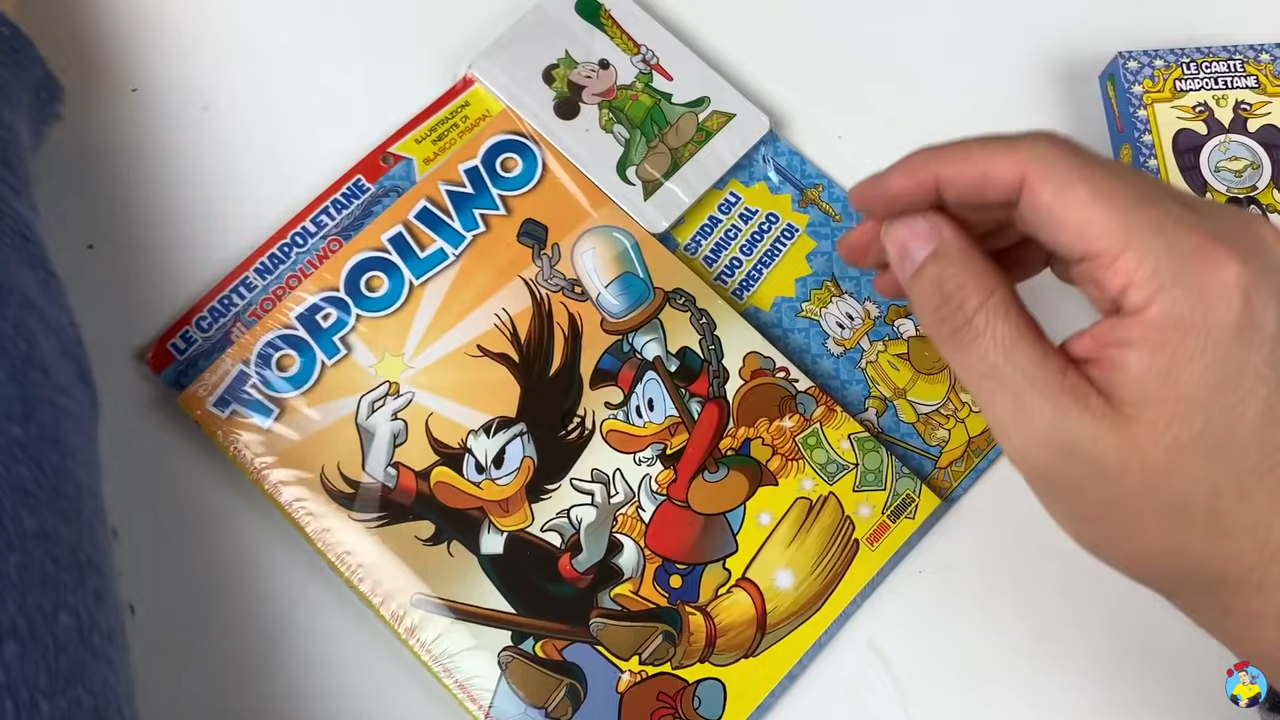 ILLUSTRAZIONI
INEDITE DI
BLASCO PISAPIA!
LE CARTE NAPOLETANE
DI TOPOLINO
TOPOLINO
SFIDA GLI
AMICI AL
TUO GIOCO
PREFERITO!
PANINI COMICS
LE CARTE
NAPOLETANE